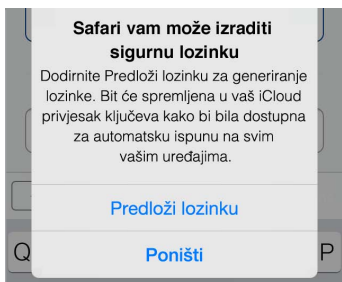 Safari vam može izraditi
sigurnu lozinku
Dodirnite Predloži lozinku za generiranje
lozinke. Bit će spremljena u vaš iCloud
privjesak ključeva kako bi bila dostupna
za automatsku ispunu na svim
vašim uređajima.
Predloži lozinku
Poništi
Q P